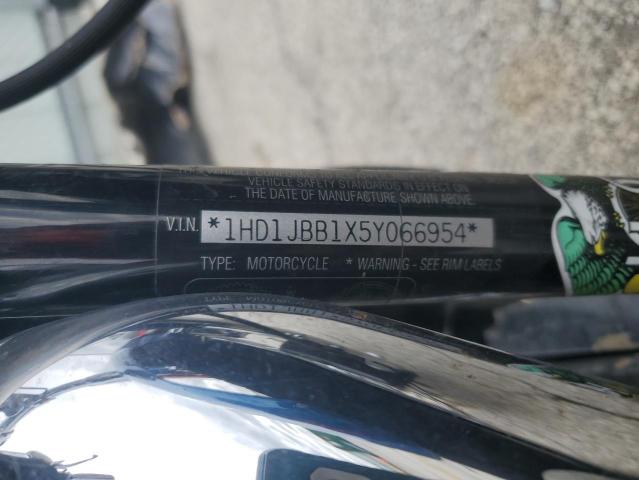 VEHICLE SAFETY STANDARDS IN EFFECT ON
THE DATE OF MANUFACTURE SHOWN ABOVE.
V.I.N. *1HD1JBB1X5Y066954*
TYPE: MOTORCYCLE * WARNING - SEE RIM LABELS